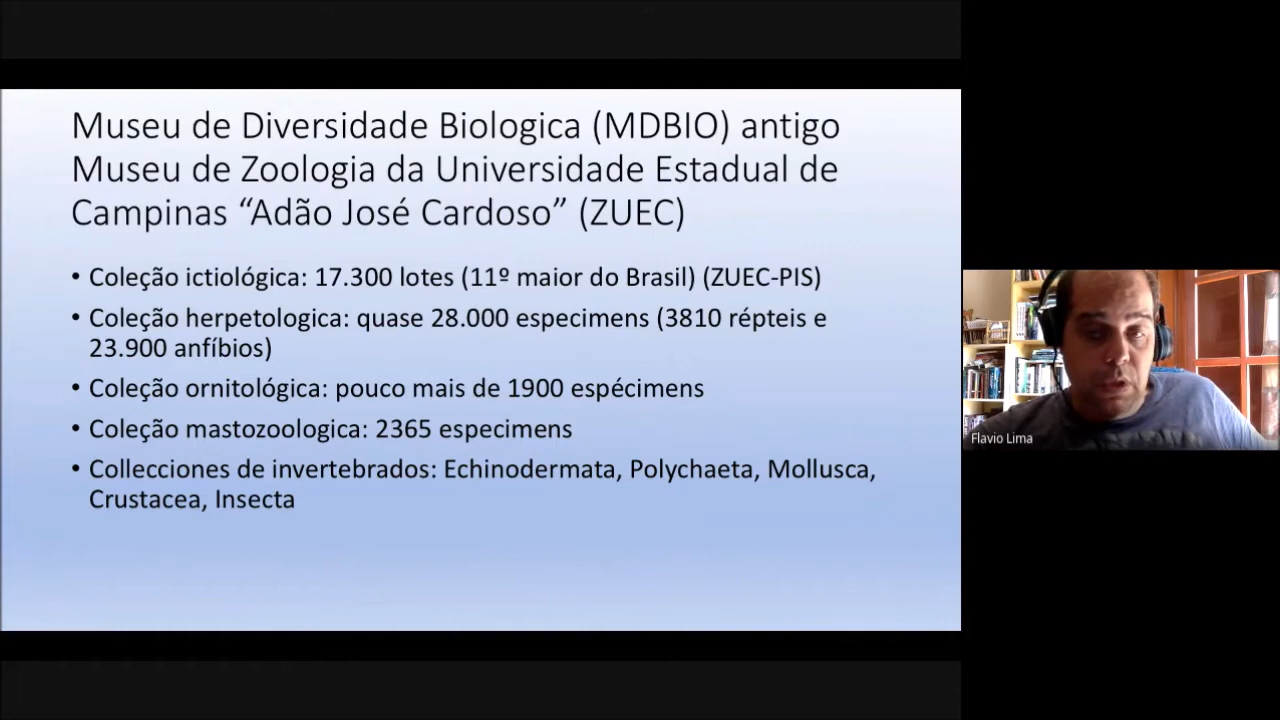 Museu de Diversidade Biologica (MDBIO) antigo
Museu de Zoologia da Universidade Estadual de
Campinas “Adão José Cardoso” (ZUEC)
• Coleção ictiológica: 17.300 lotes (11º maior do Brasil) (ZUEC-PIS)
• Coleção herpetologica: quase 28.000 especimens (3810 répteis e
23.900 anfíbios)
• Coleção ornitológica: pouco mais de 1900 espécimens
• Coleção mastozoologica: 2365 especimens
• Collecciones de invertebrados: Echinodermata, Polychaeta, Mollusca,
Crustacea, Insecta
Flavio Lima